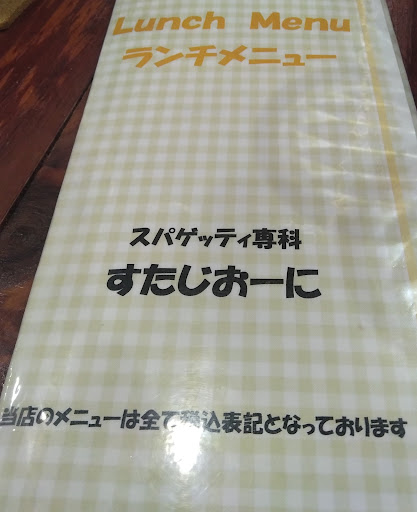 Lunch Menu
ランチメニュー
スパゲッティ専科
すたじおーに
当店のメニューは全て税込表記となっております